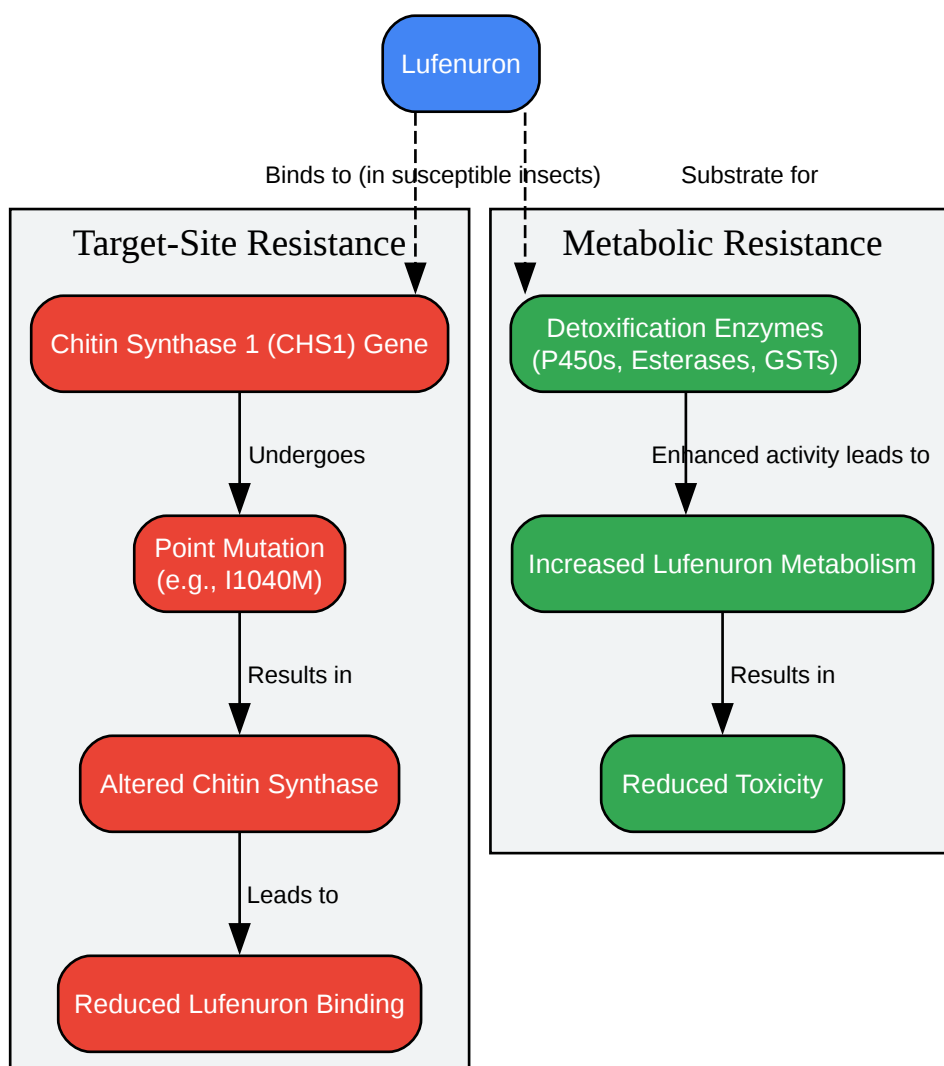 Lufenuron
Binds to (in susceptible insects)
Substrate for
Target-Site Resistance
Chitin Synthase 1 (CHS1) Gene
Undergoes
Point Mutation
(e.g., I1040M)
Results in
Altered Chitin Synthase
Leads to
Reduced Lufenuron Binding
Metabolic Resistance
Detoxification Enzymes
(P450s, Esterases, GSTs)
Enhanced activity leads to
Increased Lufenuron Metabolism
Results in
Reduced Toxicity